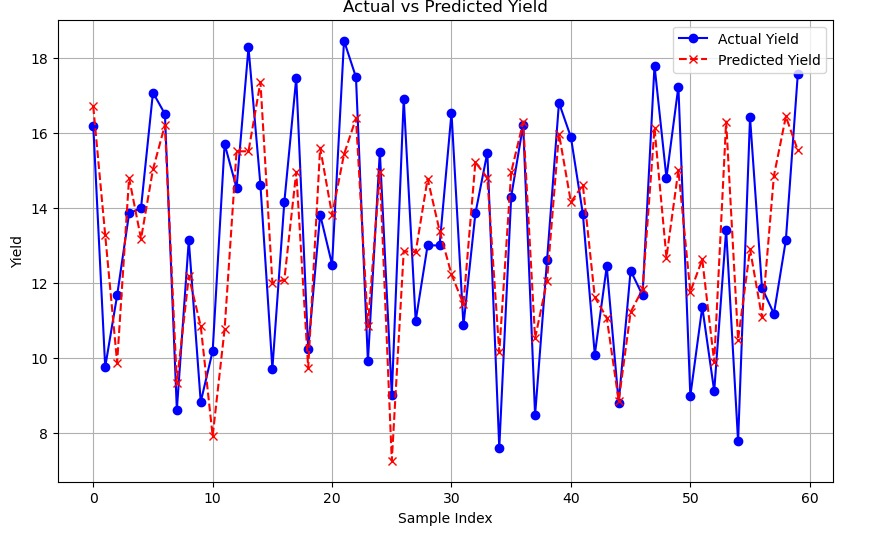 Actual vs Predicted Yield
Actual Yield
Predicted Yield
18
16
14
12
10
8
Yield
0
10
20
30
40
50
60
Sample Index